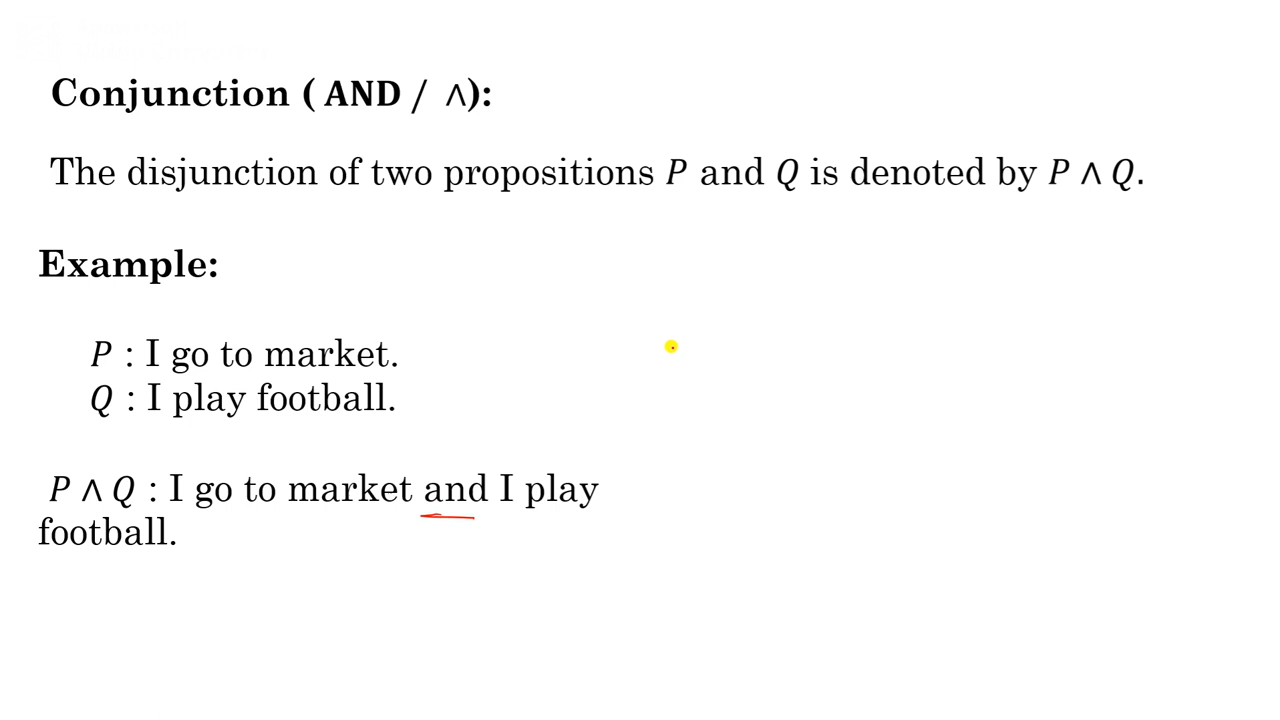 Conjunction ( AND / ∧):
The disjunction of two propositions P and Q is denoted by P ∧ Q.
Example:
P : I go to market.
Q : I play football.
P ∧ Q : I go to market and I play
football.